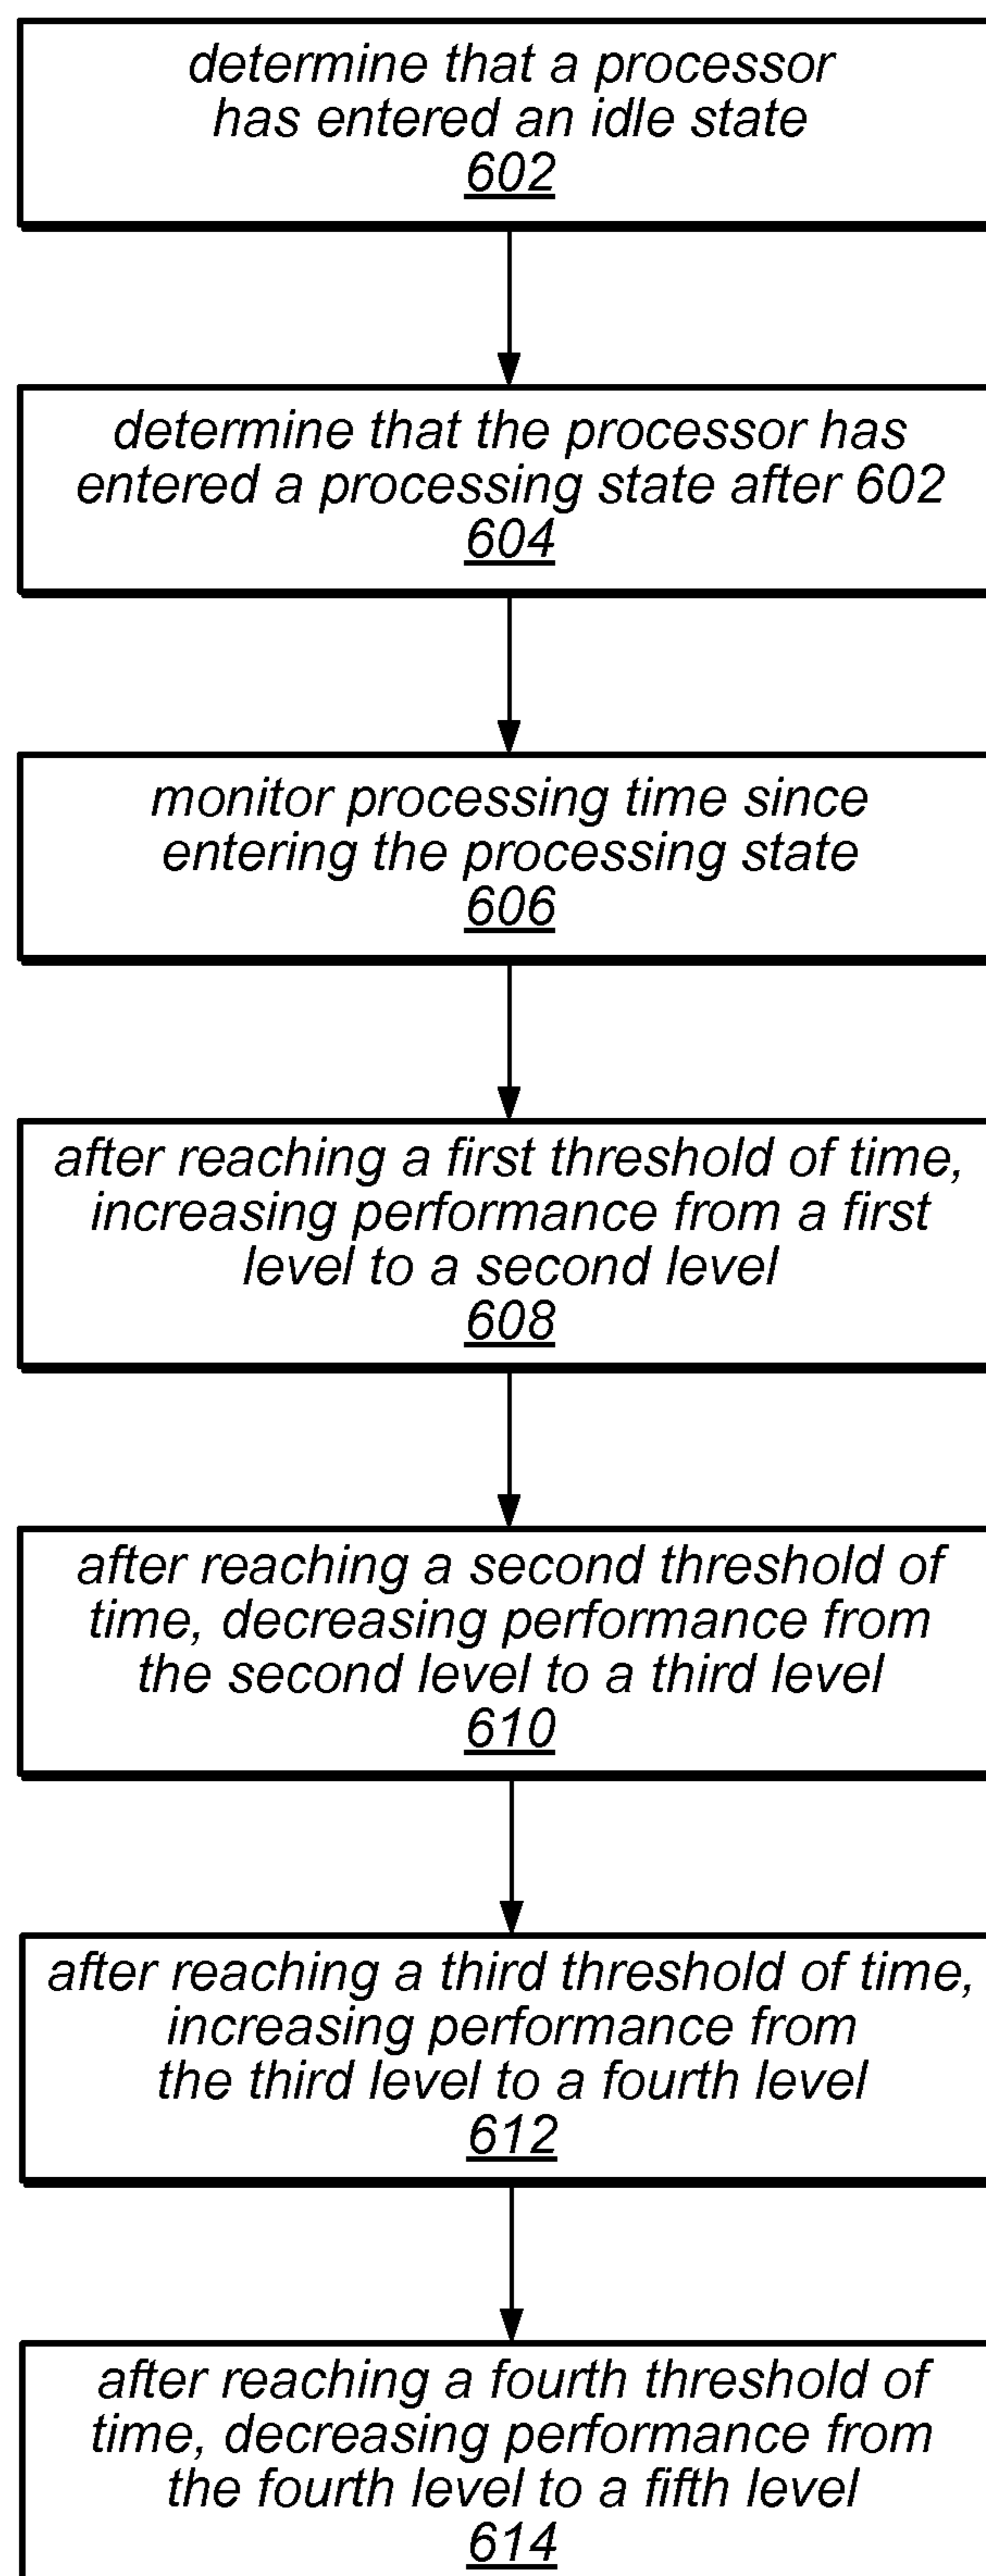 determine that a processor
has entered an idle state
602
determine that the processor has
entered a processing state after 602
604
monitor processing time since
entering the processing state
606
after reaching a first threshold of time,
increasing performance from a first
level to a second level
608
after reaching a second threshold of
time, decreasing performance from
the second level to a third level
610
after reaching a third threshold of time,
increasing performance from
the third level to a fourth level
612
after reaching a fourth threshold of
time, decreasing performance from
the fourth level to a fifth level
614